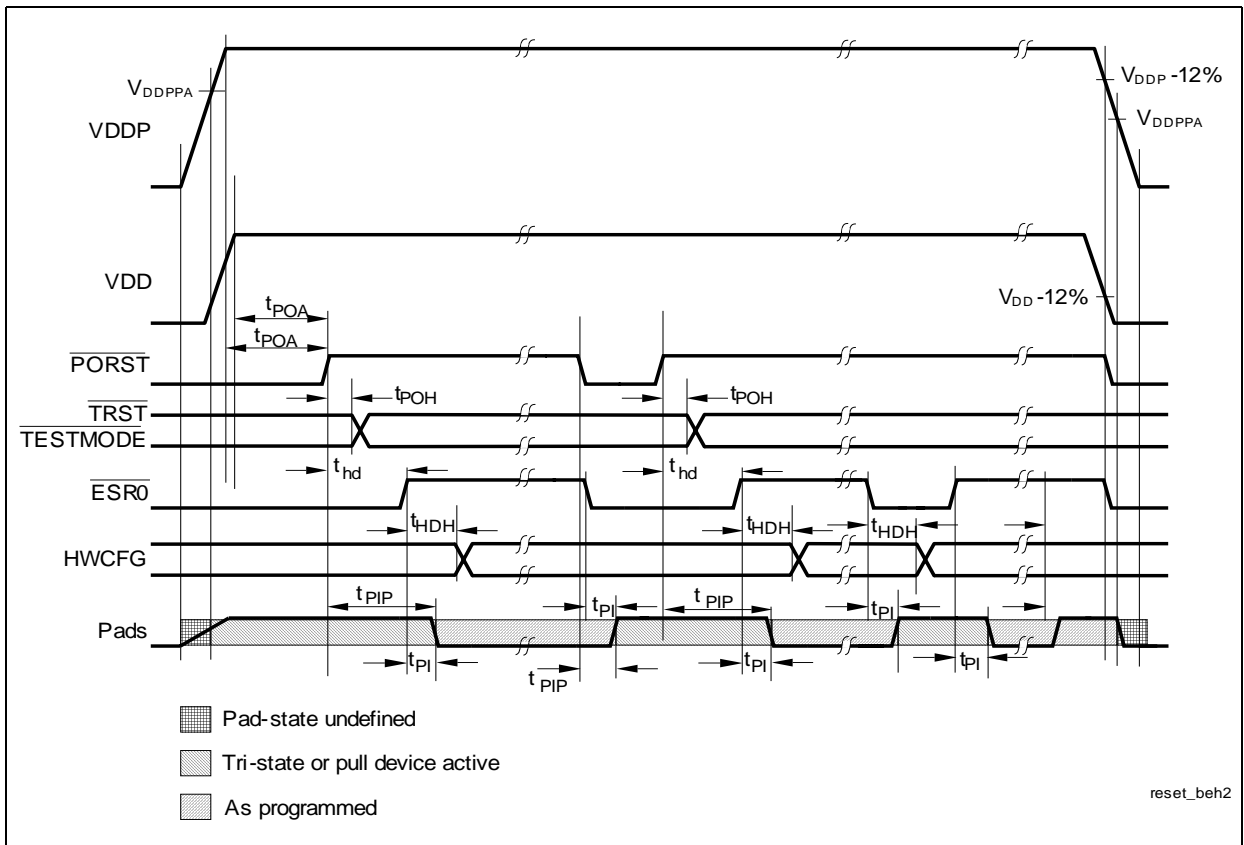 VDDPPA
VDDP -12%
VDDP
VDDPPA
VDD
VDD -12%
tPOA
tPOA
PORST
tPOH
tPOH
TRST
TESTMODE
thd
thd
ESR0
tHDH
tHDH
tHDH
HWCFG
tPIP
tPI
tPIP
tPI
Pads
tPI
tPIP
tPI
tPI
Pad-state undefined
Tri-state or pull device active
As programmed
reset_beh2